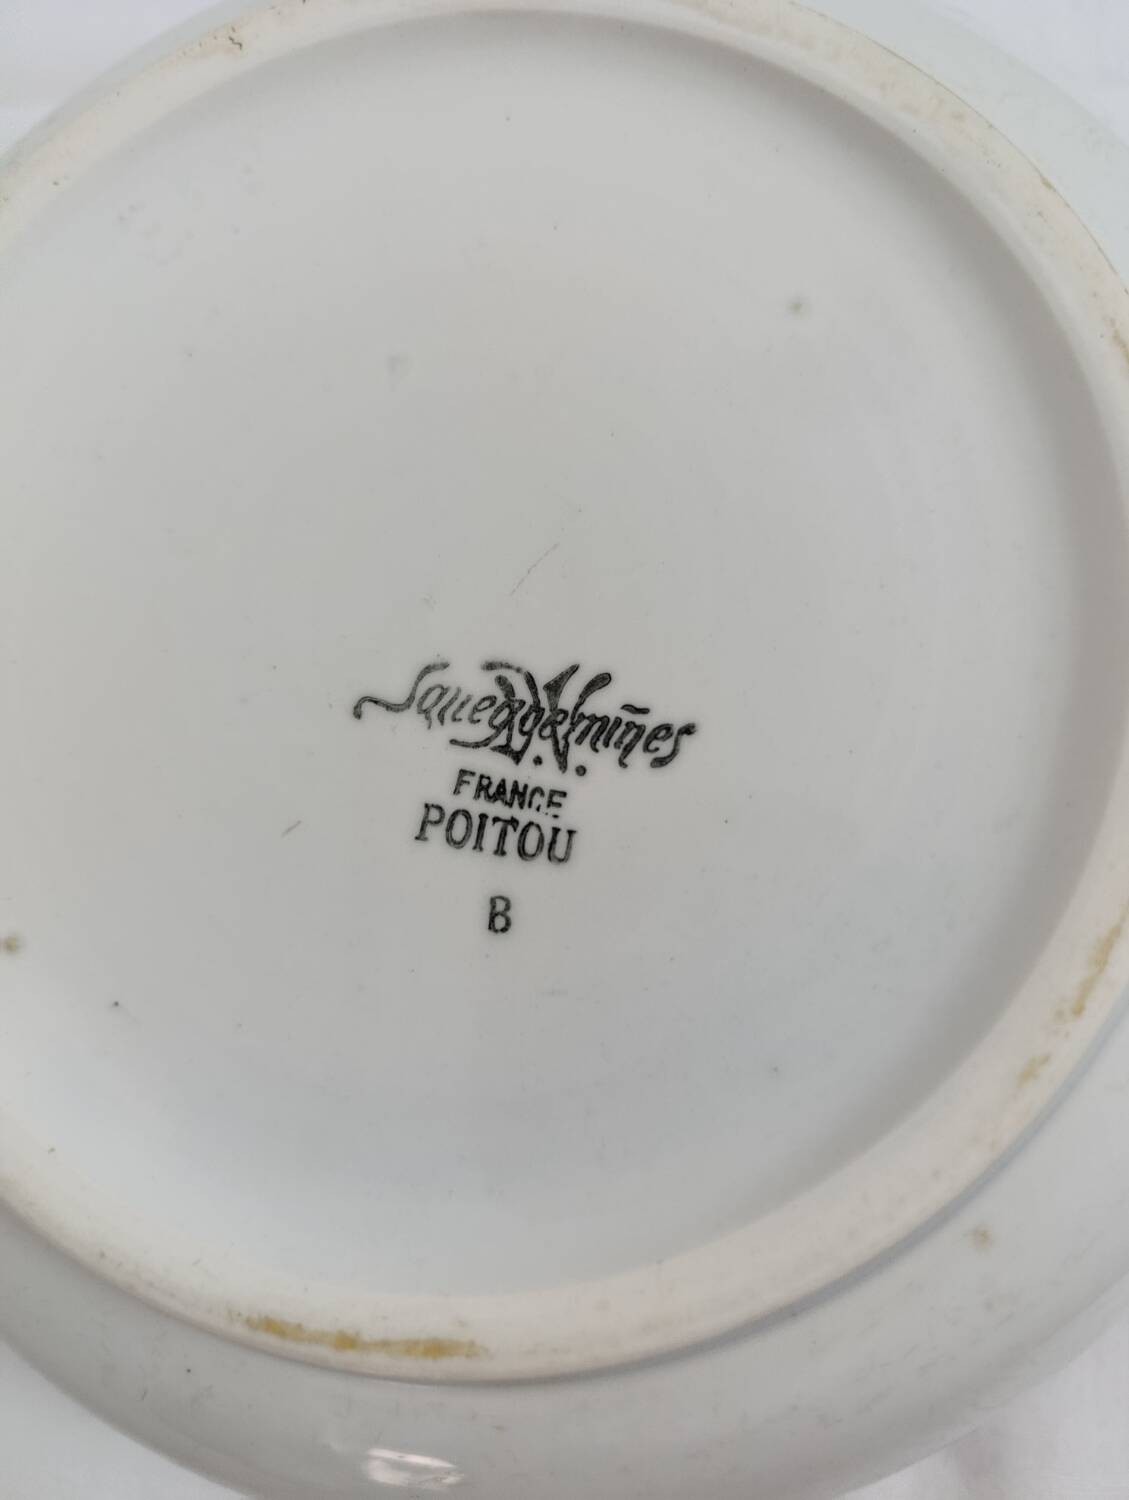 Sarreguemines
D.V.
FRANCE
POITOU
B